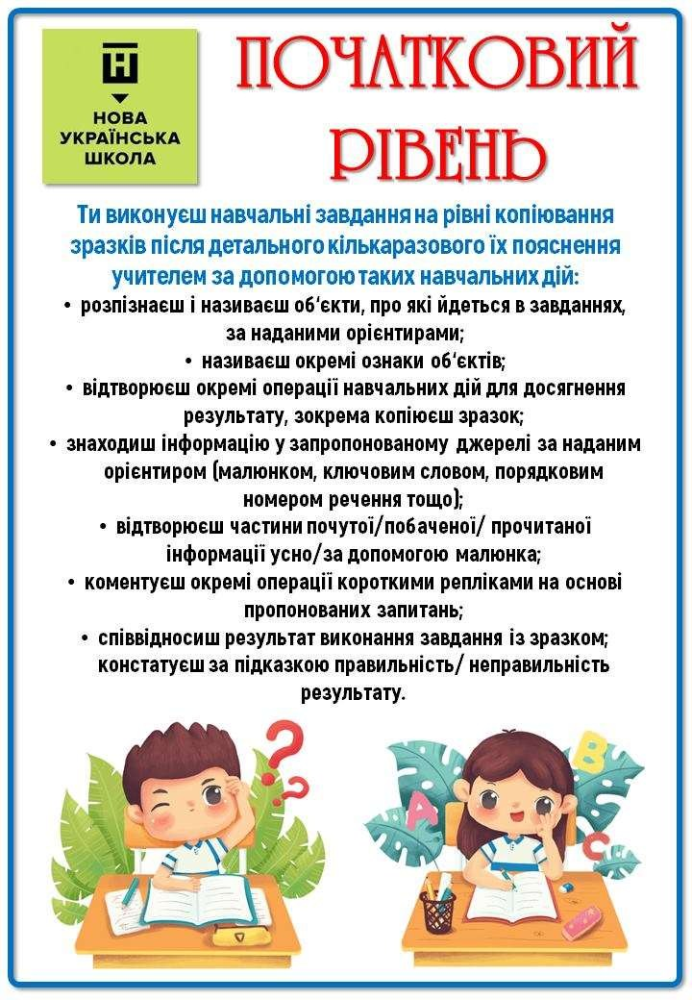 НОВА
УКРАЇНСЬКА
ШКОЛА
ПОЧАТКОВИЙ
РІВЕНЬ
Ти виконуєш навчальні завдання на рівні копіювання
зразків після детального кількаразового їх пояснення
учителем за допомогою таких навчальних дій:
• розпізнаєш і називаєш об‘єкти, про які йдеться в завданнях,
за наданими орієнтирами;
• називаєш окремі ознаки об‘єктів;
• відтворюєш окремі операції навчальних дій для досягнення
результату, зокрема копіюєш зразок;
• знаходиш інформацію у запропонованому джерелі за наданим
орієнтиром (малюнком, ключовим словом, порядковим
номером речення тощо);
• відтворюєш частини почутої/побаченої/ прочитаної
інформації усно/за допомогою малюнка;
• коментуєш окремі операції короткими репліками на основі
пропонованих запитань;
• співвідносиш результат виконання завдання із зразком;
констатуєш за підказкою правильність/ неправильність
результату.
? ?
A B C